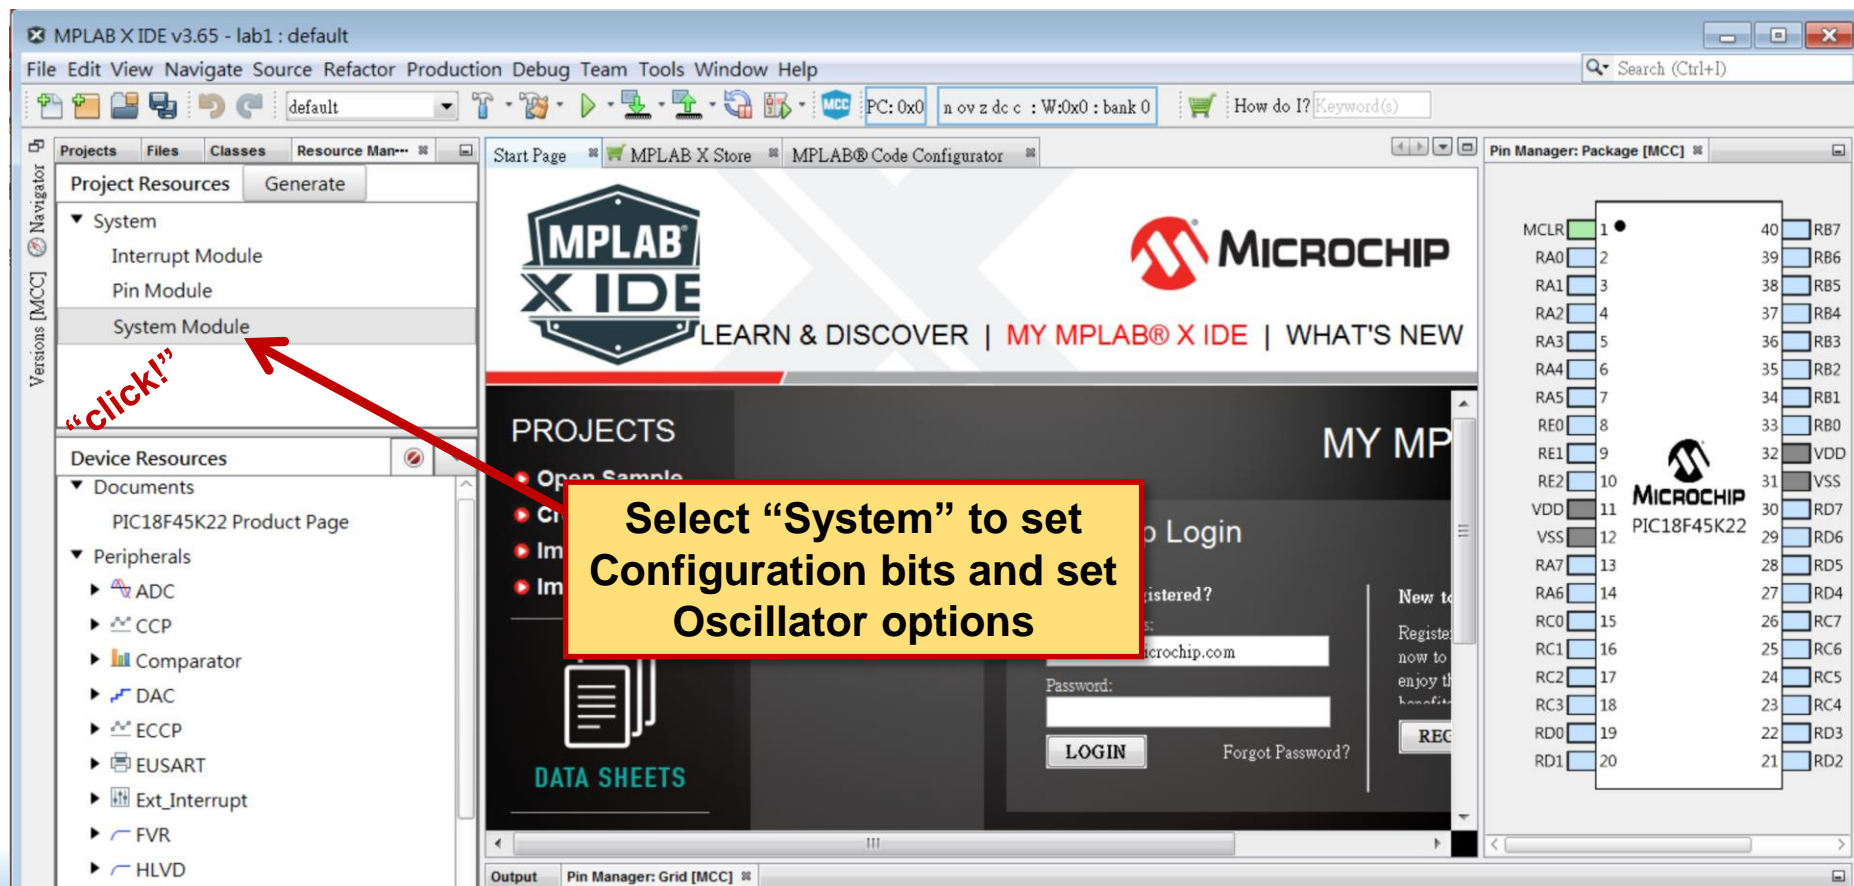 MPLAB X IDE v3.65 - lab1 : default
File Edit View Navigate Source Refactor Production Debug Team Tools Window Help
Search (Ctrl+I)
default
MCC
PC: 0x0
n ov z dc c : W:0x0 : bank 0
How do I? Keyword(s)
Navigator
Versions [MCC]
Projects Files Classes Resource Man···
Project Resources Generate
System
Interrupt Module
Pin Module
System Module
“click!”
Device Resources
Documents
PIC18F45K22 Product Page
Peripherals
ADC
CCP
Comparator
DAC
ECCP
EUSART
Ext_Interrupt
FVR
HLVD
Start Page MPLAB X Store MPLAB® Code Configurator
MPLAB
X IDE
MICROCHIP
LEARN & DISCOVER | MY MPLAB® X IDE | WHAT'S NEW
PROJECTS
MY MP
Open Sample
Select “System” to set
Configuration bits and set
Oscillator options
Login
istered?
icrochip.com
Password:
LOGIN
Forgot Password?
New to
Registe
now to
enjoy th
REG
DATA SHEETS
Pin Manager: Package [MCC]
MCLR 1 40 RB7
RA0 2 39 RB6
RA1 3 38 RB5
RA2 4 37 RB4
RA3 5 36 RB3
RA4 6 35 RB2
RA5 7 34 RB1
RE0 8 33 RB0
RE1 9 32 VDD
RE2 10 31 VSS
VDD 11 30 RD7
VSS 12 29 RD6
RA7 13 28 RD5
RA6 14 27 RD4
RC0 15 26 RC7
RC1 16 25 RC6
RC2 17 24 RC5
RC3 18 23 RC4
RD0 19 22 RD3
RD1 20 21 RD2
MICROCHIP
PIC18F45K22
Output Pin Manager: Grid [MCC]